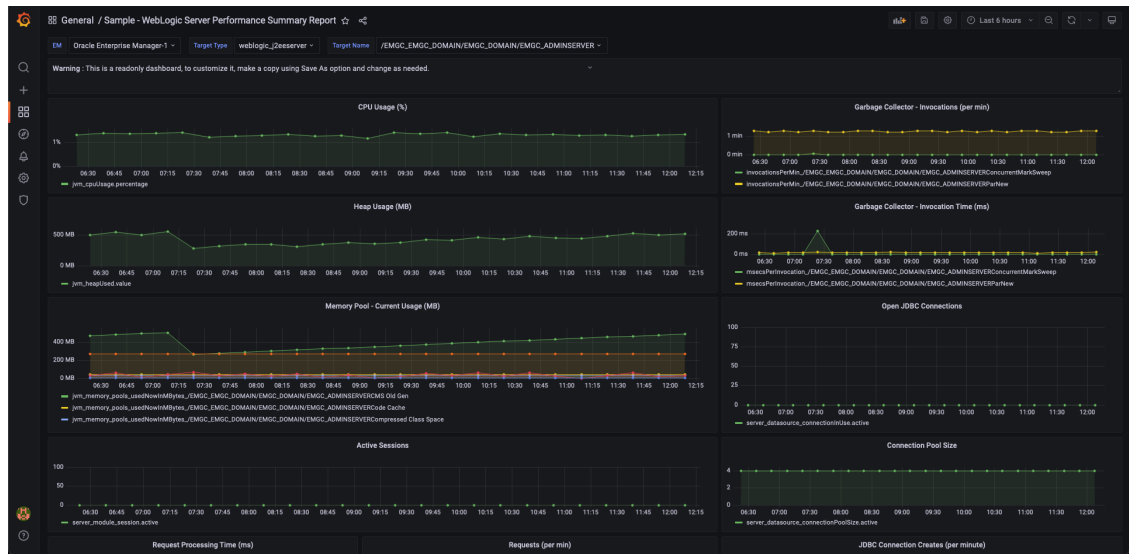 General / Sample - WebLogic Server Performance Summary Report
Last 6 hours
EM Oracle Enterprise Manager-1 Target Type weblogic_j2eeserver Target Name /EMGC_EMGC_DOMAIN/EMGC_DOMAIN/EMGC_ADMINSERVER
Warning : This is a readonly dashboard, to customize it, make a copy using Save As option and change as needed.
CPU Usage (%)
1%
0%
06:30 06:45 07:00 07:15 07:30 07:45 08:00 08:15 08:30 08:45 09:00 09:15 09:30 09:45 10:00 10:15 10:30 10:45 11:00 11:15 11:30 11:45 12:00 12:15
jvm_cpuUsage.percentage
Garbage Collector - Invocations (per min)
1 min
0 min
06:30 07:00 07:30 08:00 08:30 09:00 09:30 10:00 10:30 11:00 11:30 12:00
invocationsPerMin_/EMGC_EMGC_DOMAIN/EMGC_DOMAIN/EMGC_ADMINSERVERConcurrentMarkSweep
invocationsPerMin_/EMGC_EMGC_DOMAIN/EMGC_DOMAIN/EMGC_ADMINSERVERParNew
Heap Usage (MB)
500 MB
0 MB
06:30 06:45 07:00 07:15 07:30 07:45 08:00 08:15 08:30 08:45 09:00 09:15 09:30 09:45 10:00 10:15 10:30 10:45 11:00 11:15 11:30 11:45 12:00 12:15
jvm_heapUsed.value
Garbage Collector - Invocation Time (ms)
200 ms
0 ms
06:30 07:00 07:30 08:00 08:30 09:00 09:30 10:00 10:30 11:00 11:30 12:00
msecsPerInvocation_/EMGC_EMGC_DOMAIN/EMGC_DOMAIN/EMGC_ADMINSERVERConcurrentMarkSweep
msecsPerInvocation_/EMGC_EMGC_DOMAIN/EMGC_DOMAIN/EMGC_ADMINSERVERParNew
Memory Pool - Current Usage (MB)
400 MB
200 MB
0 MB
06:30 06:45 07:00 07:15 07:30 07:45 08:00 08:15 08:30 08:45 09:00 09:15 09:30 09:45 10:00 10:15 10:30 10:45 11:00 11:15 11:30 11:45 12:00 12:15
jvm_memory_pools_usedNowInMBytes_/EMGC_EMGC_DOMAIN/EMGC_DOMAIN/EMGC_ADMINSERVERCMS Old Gen
jvm_memory_pools_usedNowInMBytes_/EMGC_EMGC_DOMAIN/EMGC_DOMAIN/EMGC_ADMINSERVERCode Cache
jvm_memory_pools_usedNowInMBytes_/EMGC_EMGC_DOMAIN/EMGC_DOMAIN/EMGC_ADMINSERVERCompressed Class Space
Open JDBC Connections
100
75
50
25
0
06:30 07:00 07:30 08:00 08:30 09:00 09:30 10:00 10:30 11:00 11:30 12:00
server_datasource_connectionInUse.active
Active Sessions
100
50
0
06:30 06:45 07:00 07:15 07:30 07:45 08:00 08:15 08:30 08:45 09:00 09:15 09:30 09:45 10:00 10:15 10:30 10:45 11:00 11:15 11:30 11:45 12:00 12:15
server_module_session.active
Connection Pool Size
4
2
0
06:30 07:00 07:30 08:00 08:30 09:00 09:30 10:00 10:30 11:00 11:30 12:00
server_datasource_connectionPoolSize.active
Request Processing Time (ms)
Requests (per min)
JDBC Connection Creates (per minute)